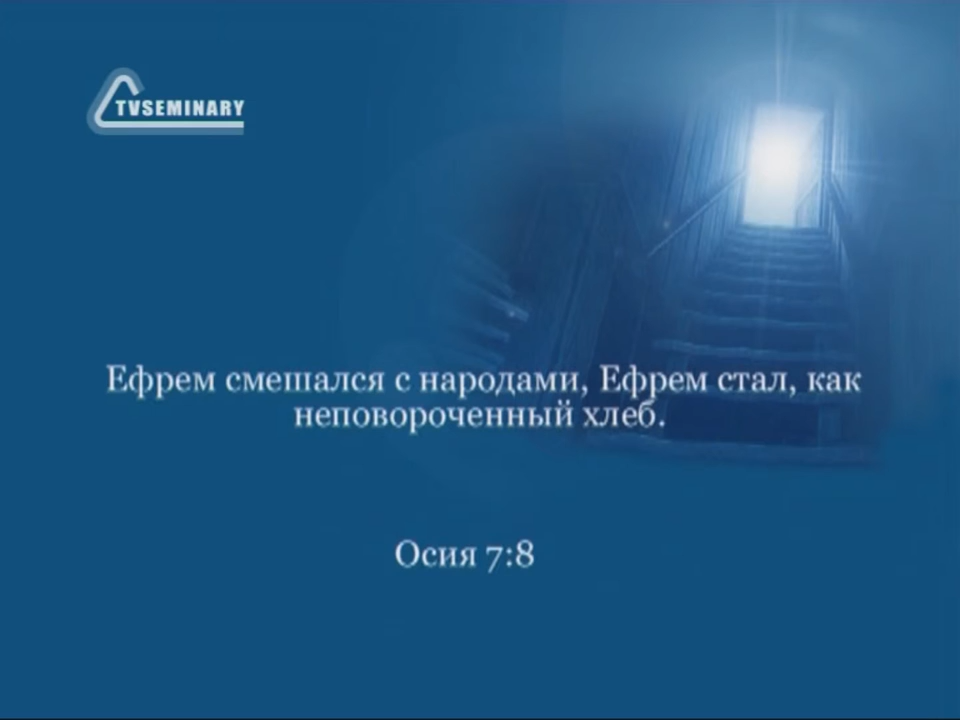 TVSEMINARY
Ефрем смешался с народами, Ефрем стал, как
неповороченный хлеб.
Осия 7:8